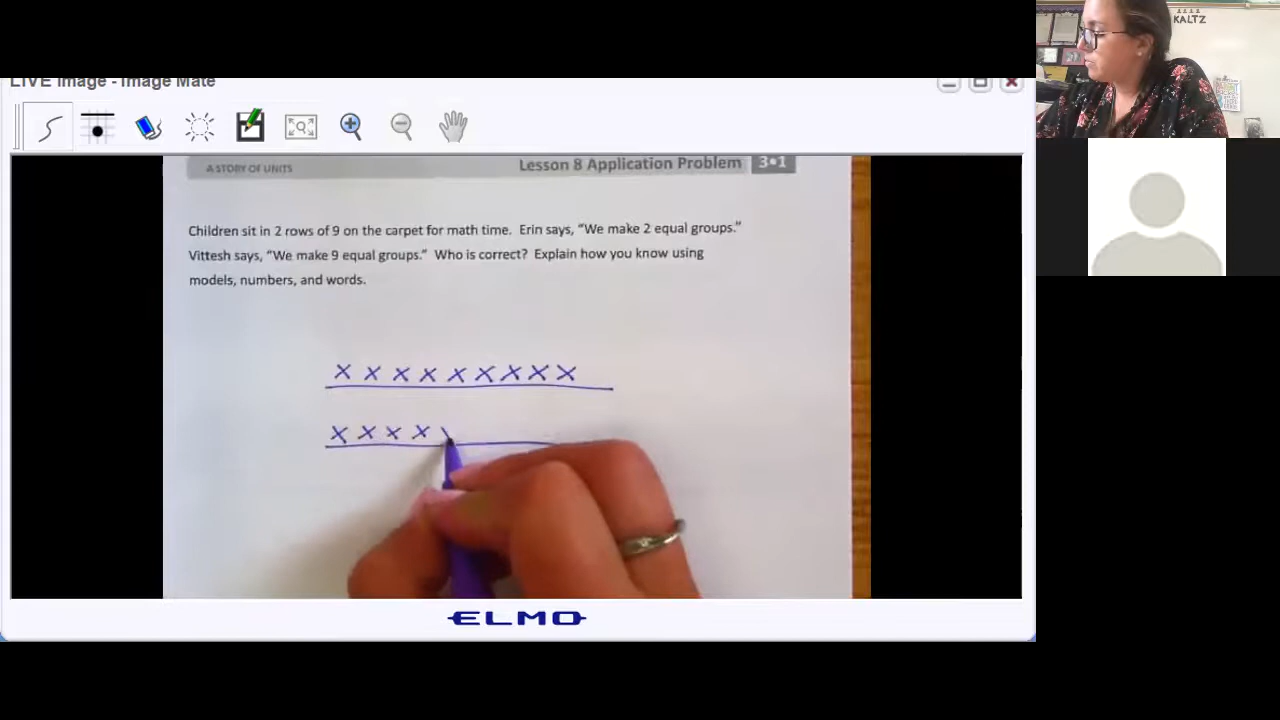 LIVE Image - Image Mate
KALTZ
A STORY OF UNITS
Lesson 8 Application Problem 3•1
Children sit in 2 rows of 9 on the carpet for math time. Erin says, “We make 2 equal groups.”
Vittesh says, “We make 9 equal groups.” Who is correct? Explain how you know using
models, numbers, and words.
x x x x x x x x x
x x x x x
ELMO